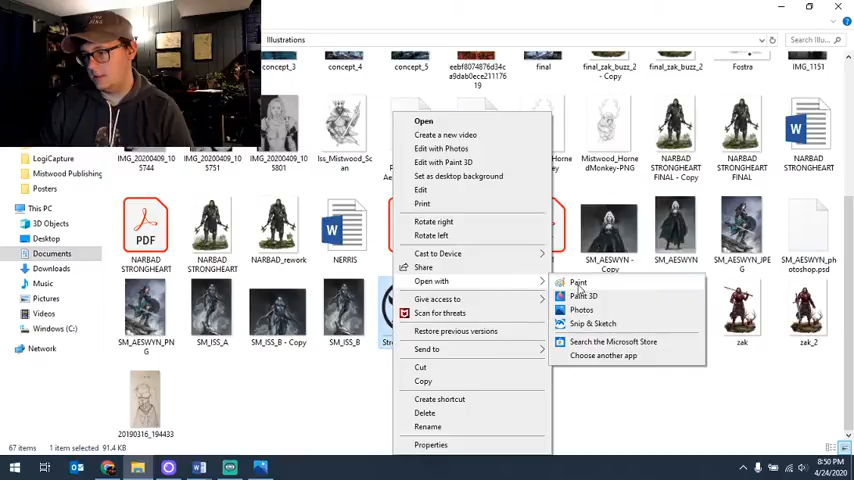 Illustrations
Search Illu...
concept_3
concept_4
concept_5
eebf8074876d34c
a9dab0ec211176
19
final
final_zak_buzz_2
- Copy
final_zak_buzz_2
Fostra
IMG_1151
IMG_20200409_10
5744
IMG_20200409_10
5751
IMG_20200409_10
5801
Iss_Mistwood_Sc
an
Mistwood_Horne
dMonkey-PNG
NARBAD
STRONGHEART
FINAL - Copy
NARBAD
STRONGHEART
FINAL
NARBAD
STRONGHEART
LogiCapture
Mistwood Publishing
Posters
This PC
3D Objects
Desktop
Documents
Downloads
Music
Pictures
Videos
Windows (C:)
Network
PDF
NARBAD
STRONGHEART
NARBAD
STRONGHEART
NARBAD_rework
NERRIS
SM_AESWYN -
Copy
SM_AESWYN
SM_AESWYN_JPE
G
SM_AESWYN_ph
otoshop.psd
SM_AESWYN_PN
G
SM_ISS_A
SM_ISS_B - Copy
SM_ISS_B
Str
zak
zak_2
20190316_194433
Open
Create a new video
Edit with Photos
Edit with Paint 3D
Set as desktop background
Edit
Print
Rotate right
Rotate left
Cast to Device
Share
Open with
Give access to
Scan for threats
Restore previous versions
Send to
Cut
Copy
Create shortcut
Delete
Rename
Properties
Paint
Paint 3D
Photos
Snip & Sketch
Search the Microsoft Store
Choose another app
67 items
1 item selected 91.4 KB
8:50 PM
4/24/2020